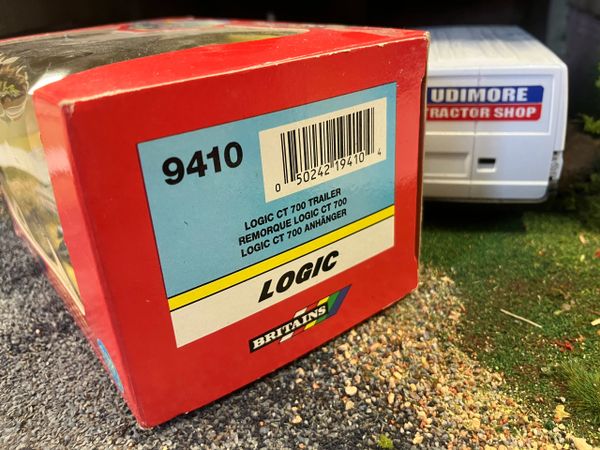 9410
0 50242 19410 4
LOGIC CT 700 TRAILER
REMORQUE LOGIC CT 700
LOGIC CT 700 ANHÄNGER
LOGIC
BRITAINS
UDIMORE
TRACTOR SHOP